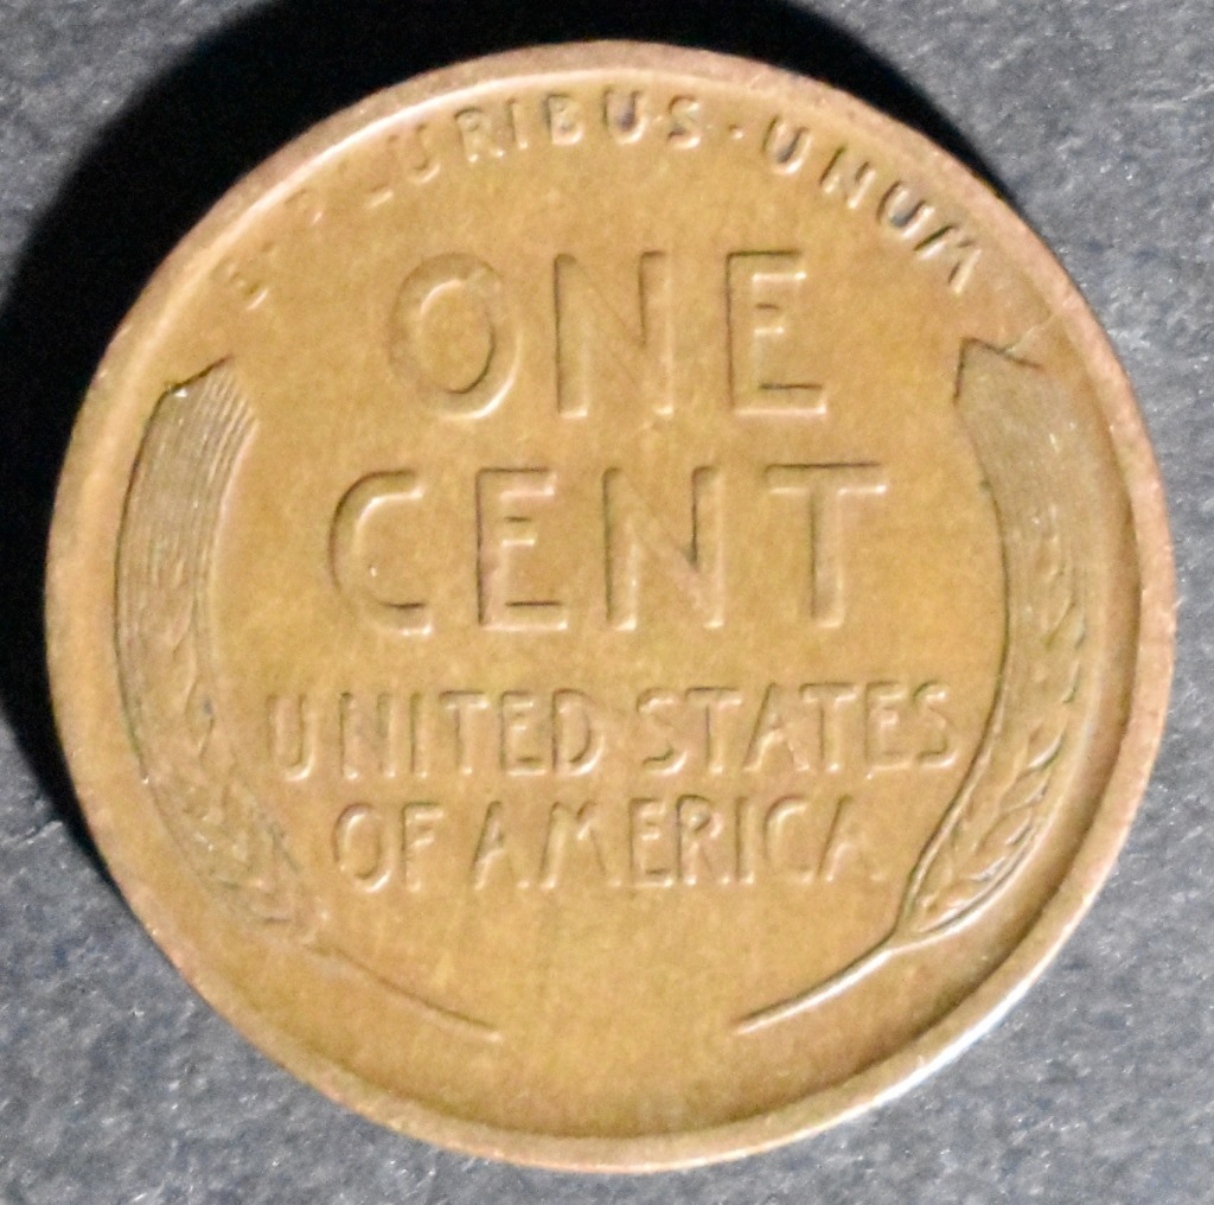 E PLURIBUS · UNUM
ONE
CENT
UNITED STATES
OF AMERICA